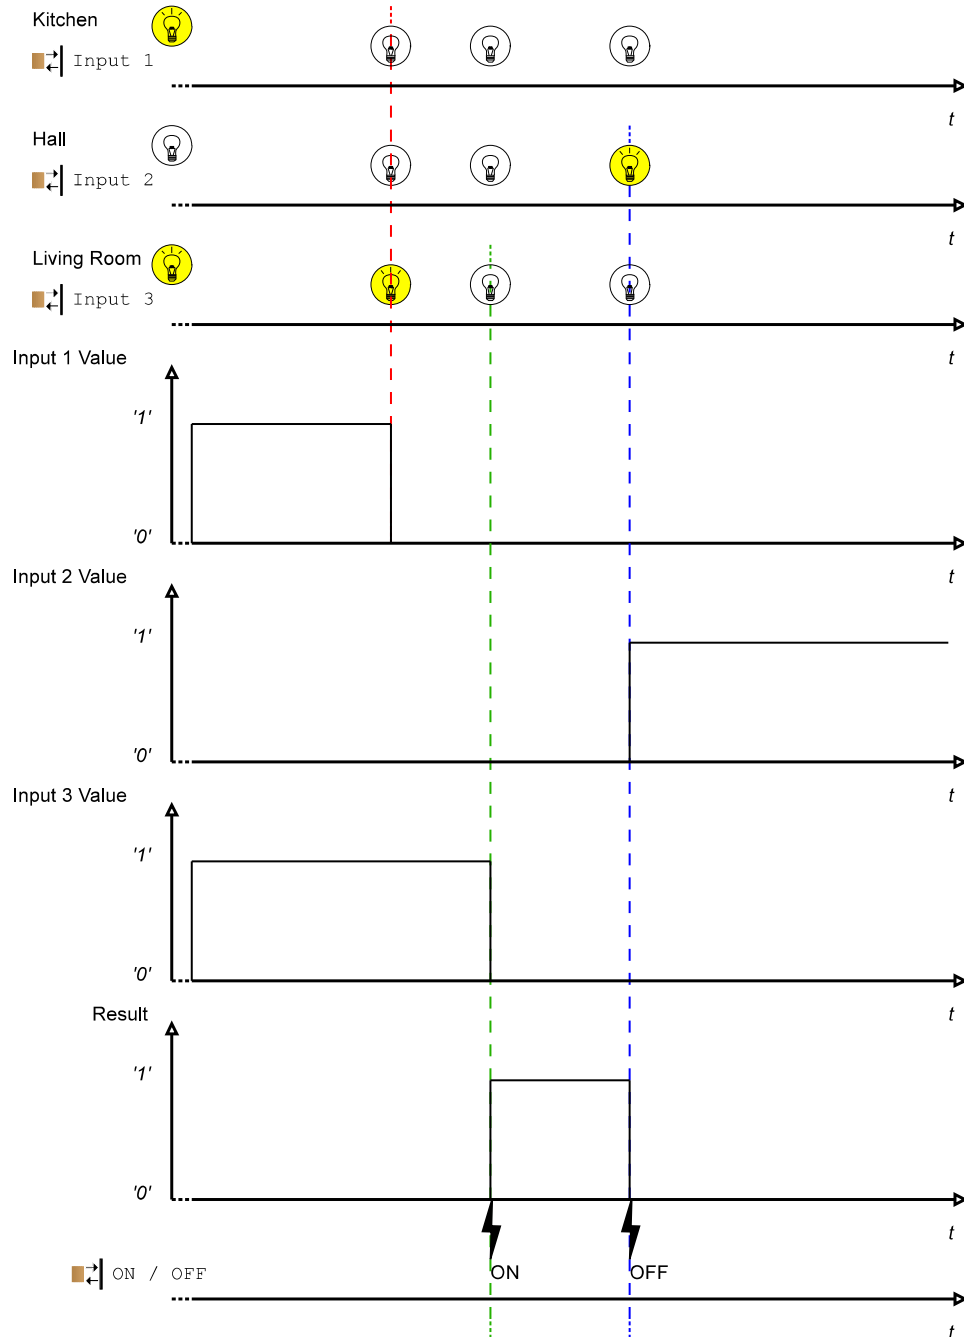 Kitchen
Input 1
t
Hall
Input 2
t
Living Room
Input 3
t
Input 1 Value
'1'
'0'
t
Input 2 Value
'1'
'0'
t
Input 3 Value
'1'
'0'
t
Result
'1'
'0'
t
ON / OFF
ON
OFF
t